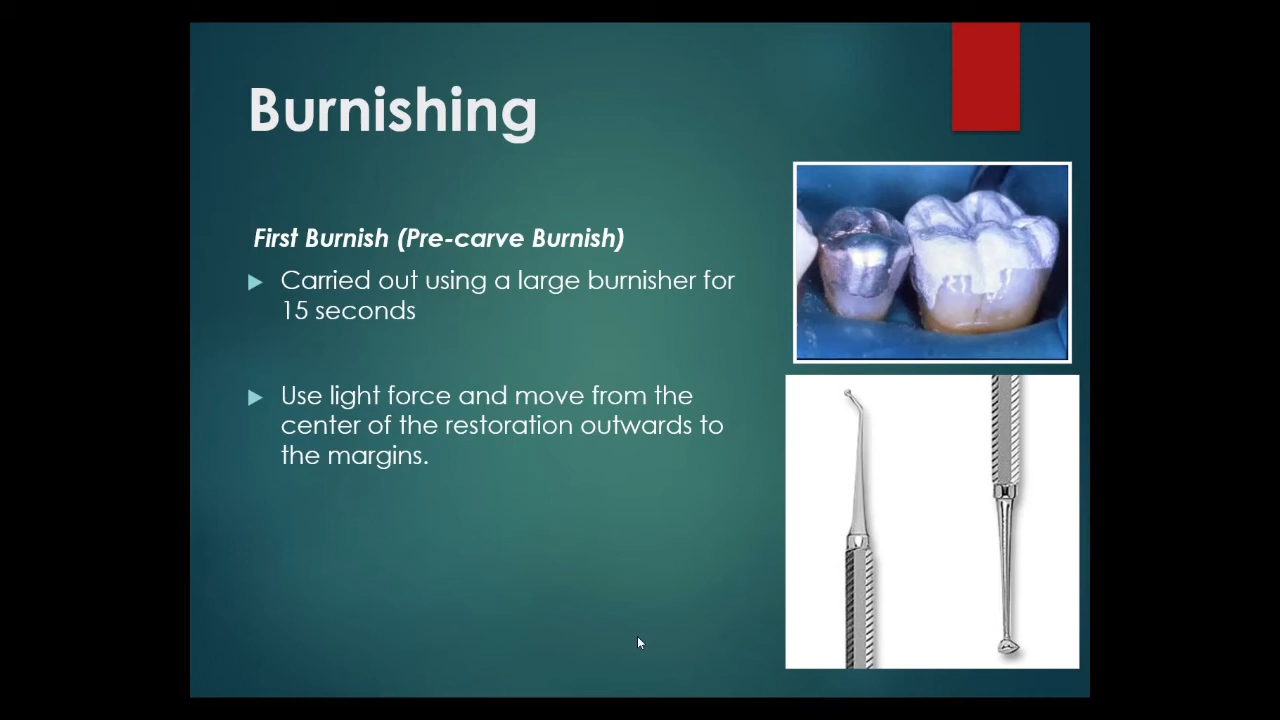 Burnishing
First Burnish (Pre-carve Burnish)
Carried out using a large burnisher for
15 seconds
Use light force and move from the
center of the restoration outwards to
the margins.